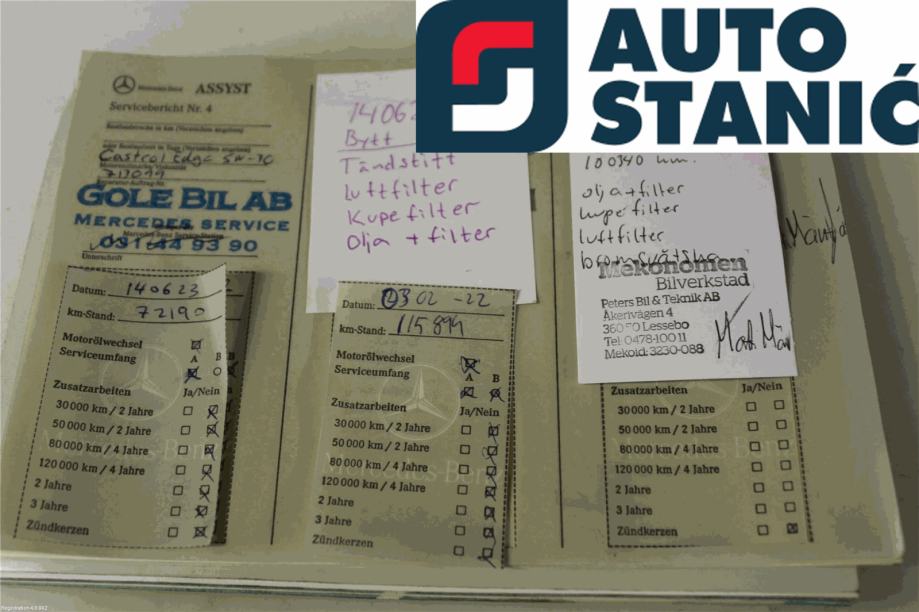 AUTO
STANIĆ
Mercedes-Benz ASSYST
Servicebericht Nr. 4
Castrol Edge 5W-30
GOLE BIL AB
MERCEDES SERVICE
031-44 93 90
Unterschrift
Datum: 140623
km-Stand: 72190
Motorölwechsel
Serviceumfang
A B
Zusatzarbeiten Ja/Nein
30 000 km / 2 Jahre
50 000 km / 2 Jahre
80 000 km / 4 Jahre
120 000 km / 4 Jahre
2 Jahre
3 Jahre
Zündkerzen
Bytt
Tändstift
luftfilter
Kupefilter
Olja + filter
Datum: 03 02 -22
km-Stand: 115894
Motorölwechsel
Serviceumfang
A B
Zusatzarbeiten
Ja/Nein
30 000 km / 2 Jahre
50 000 km / 2 Jahre
80 000 km / 4 Jahre
120 000 km / 4 Jahre
2 Jahre
3 Jahre
Zündkerzen
100340 km.
olja+filter
kupefilter
luftfilter
bromsvätska
Mekonomen
Bilverkstad
Peters Bil & Teknik AB
Åkerivägen 4
Lessebo
Tel: 0478-100 11
Mekoid: 3230-088
Zusatzarbeiten Ja/Nein
30 000 km / 2 Jahre
50 000 km / 2 Jahre
80 000 km / 4 Jahre
120 000 km / 4 Jahre
2 Jahre
3 Jahre
Zündkerzen